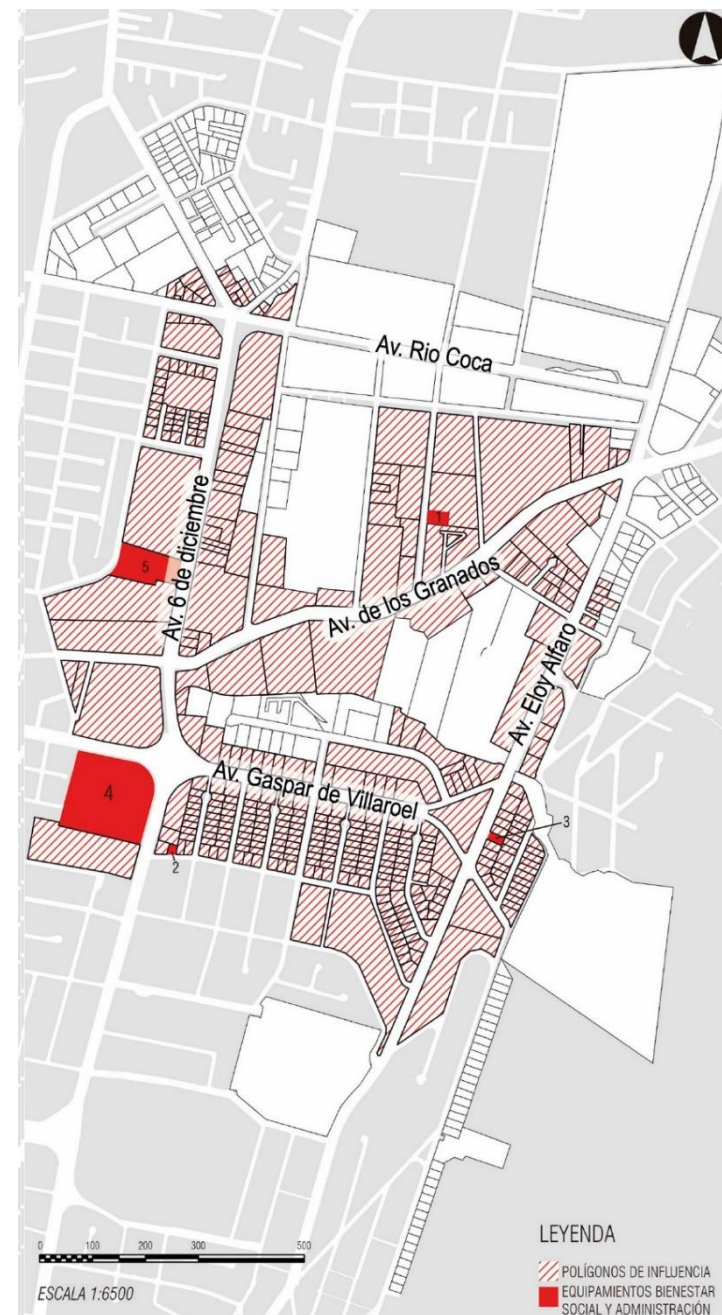 Av. Rio Coca
Av. 6 de diciembre
1
5
Av. de los Granados
Av. Eloy Alfaro
Av. Gaspar de Villaroel
4
3
2
LEYENDA
POLÍGONOS DE INFLUENCIA
EQUIPAMIENTOS BIENESTAR
SOCIAL Y ADMINISTRACIÓN
0 100 200 300 500
ESCALA 1:6500